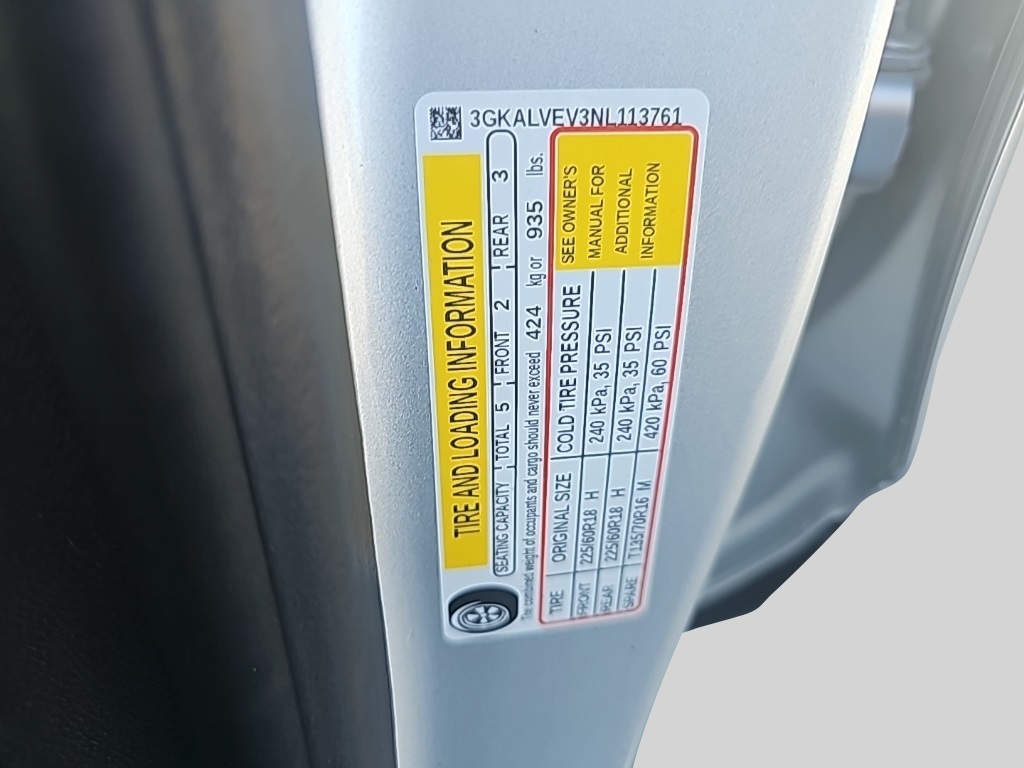 3GKALVEV3NL113761
TIRE AND LOADING INFORMATION
SEATING CAPACITY TOTAL 5 FRONT 2 REAR 3
The combined weight of occupants and cargo should never exceed 424 kg or 935 lbs.
TIRE ORIGINAL SIZE COLD TIRE PRESSURE
FRONT 225/60R18 H 240 kPa, 35 PSI
REAR 225/60R18 H 240 kPa, 35 PSI
SPARE T135/70R16 M 420 kPa, 60 PSI
SEE OWNER'S
MANUAL FOR
ADDITIONAL
INFORMATION